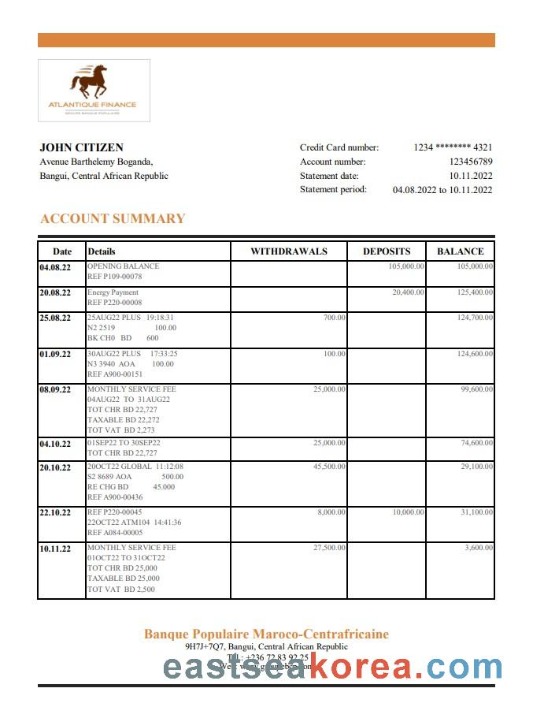 ATLANTIQUE FINANCE
GROUPE BANQUE POPULAIRE
JOHN CITIZEN
Avenue Barthelemy Boganda,
Bangui, Central African Republic
Credit Card number: 1234 ******** 4321
Account number: 123456789
Statement date: 10.11.2022
Statement period: 04.08.2022 to 10.11.2022
ACCOUNT SUMMARY
Date Details WITHDRAWALS DEPOSITS BALANCE
04.08.22 OPENING BALANCE 105,000.00 105,000.00
REF P109-00078
20.08.22 Energy Payment 20,400.00 125,400.00
REF P220-00008
25.08.22 25AUG22 PLUS 19:18:31 700.00 124,700.00
N2 2519 100.00
BK CH0 BD 600
01.09.22 30AUG22 PLUS 17:33:25 100.00 124,600.00
N3 3940 AOA 100.00
REF A900-00151
08.09.22 MONTHLY SERVICE FEE 25,000.00 99,600.00
04AUG22 TO 31AUG22
TOT CHR BD 22,727
TAXABLE BD 22,272
TOT VAT BD 2,273
04.10.22 01SEP22 TO 30SEP22 25,000.00 74,600.00
TOT CHR BD 22,727
20.10.22 20OCT22 GLOBAL 11:12:08 45,500.00 29,100.00
S2 8689 AOA 500.00
RE CHG BD 45.000
REF A900-00436
22.10.22 REF P220-00045 8,000.00 10,000.00 31,100.00
22OCT22 ATM104 14:41:36
REF A084-00005
10.11.22 MONTHLY SERVICE FEE 27,500.00 3,600.00
01OCT22 TO 31OCT22
TOT CHR BD 25,000
TAXABLE BD 25,000
TOT VAT BD 2,500
Banque Populaire Maroco-Centrafricaine
9H7J+7Q7, Bangui, Central African Republic
+236 72 83 92 25
eastseakorea.com